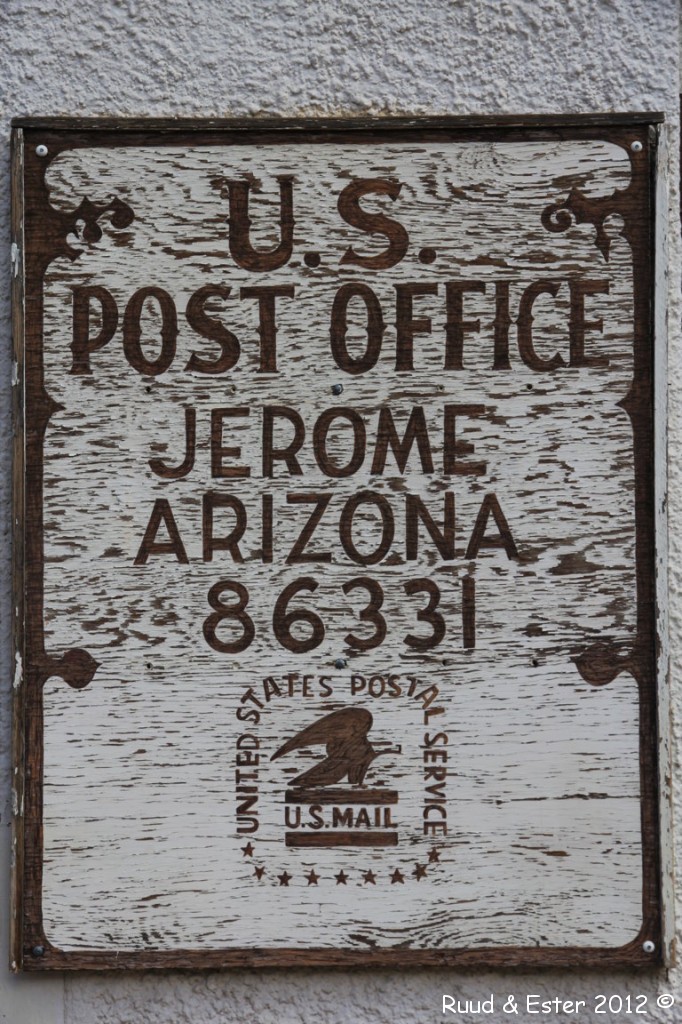 U.S.
POST OFFICE
JEROME
ARIZONA
86331
UNITED STATES POSTAL SERVICE
U.S.MAIL
Ruud & Ester 2012 ©